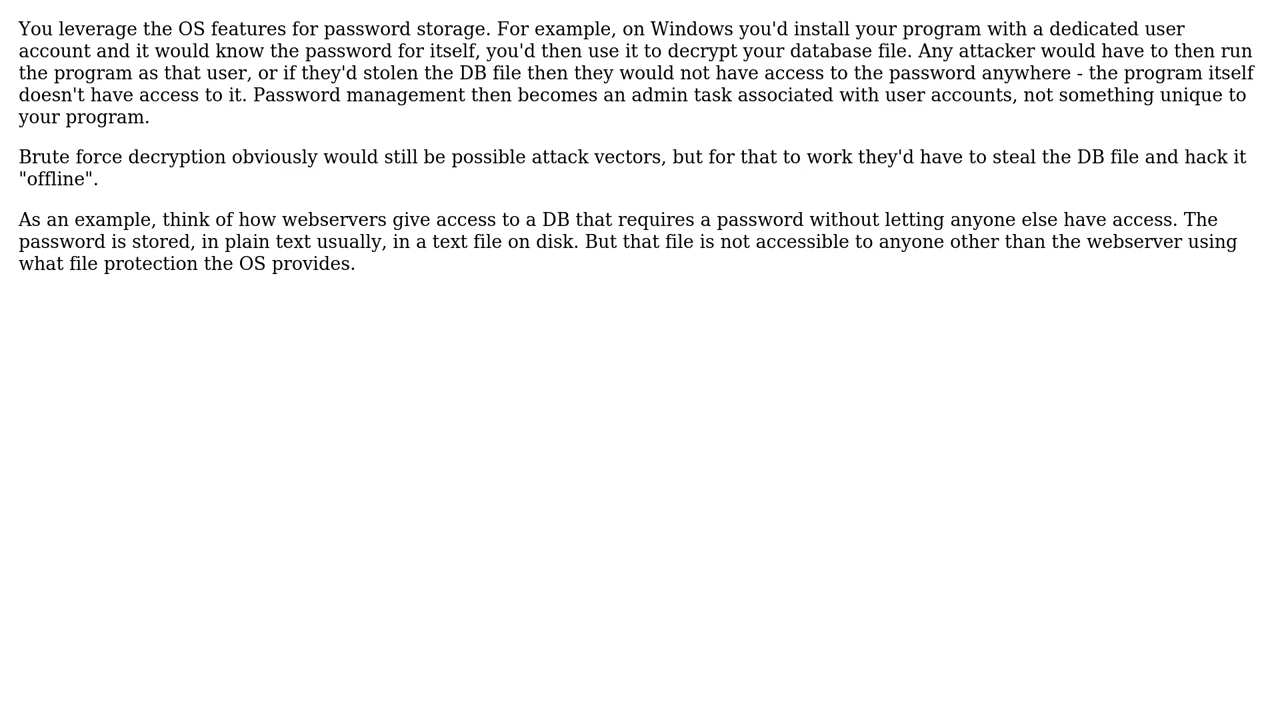 You leverage the OS features for password storage. For example, on Windows you'd install your program with a dedicated user
account and it would know the password for itself, you'd then use it to decrypt your database file. Any attacker would have to then run
the program as that user, or if they'd stolen the DB file then they would not have access to the password anywhere - the program itself
doesn't have access to it. Password management then becomes an admin task associated with user accounts, not something unique to
your program.
Brute force decryption obviously would still be possible attack vectors, but for that to work they'd have to steal the DB file and hack it
"offline".
As an example, think of how webservers give access to a DB that requires a password without letting anyone else have access. The
password is stored, in plain text usually, in a text file on disk. But that file is not accessible to anyone other than the webserver using
what file protection the OS provides.